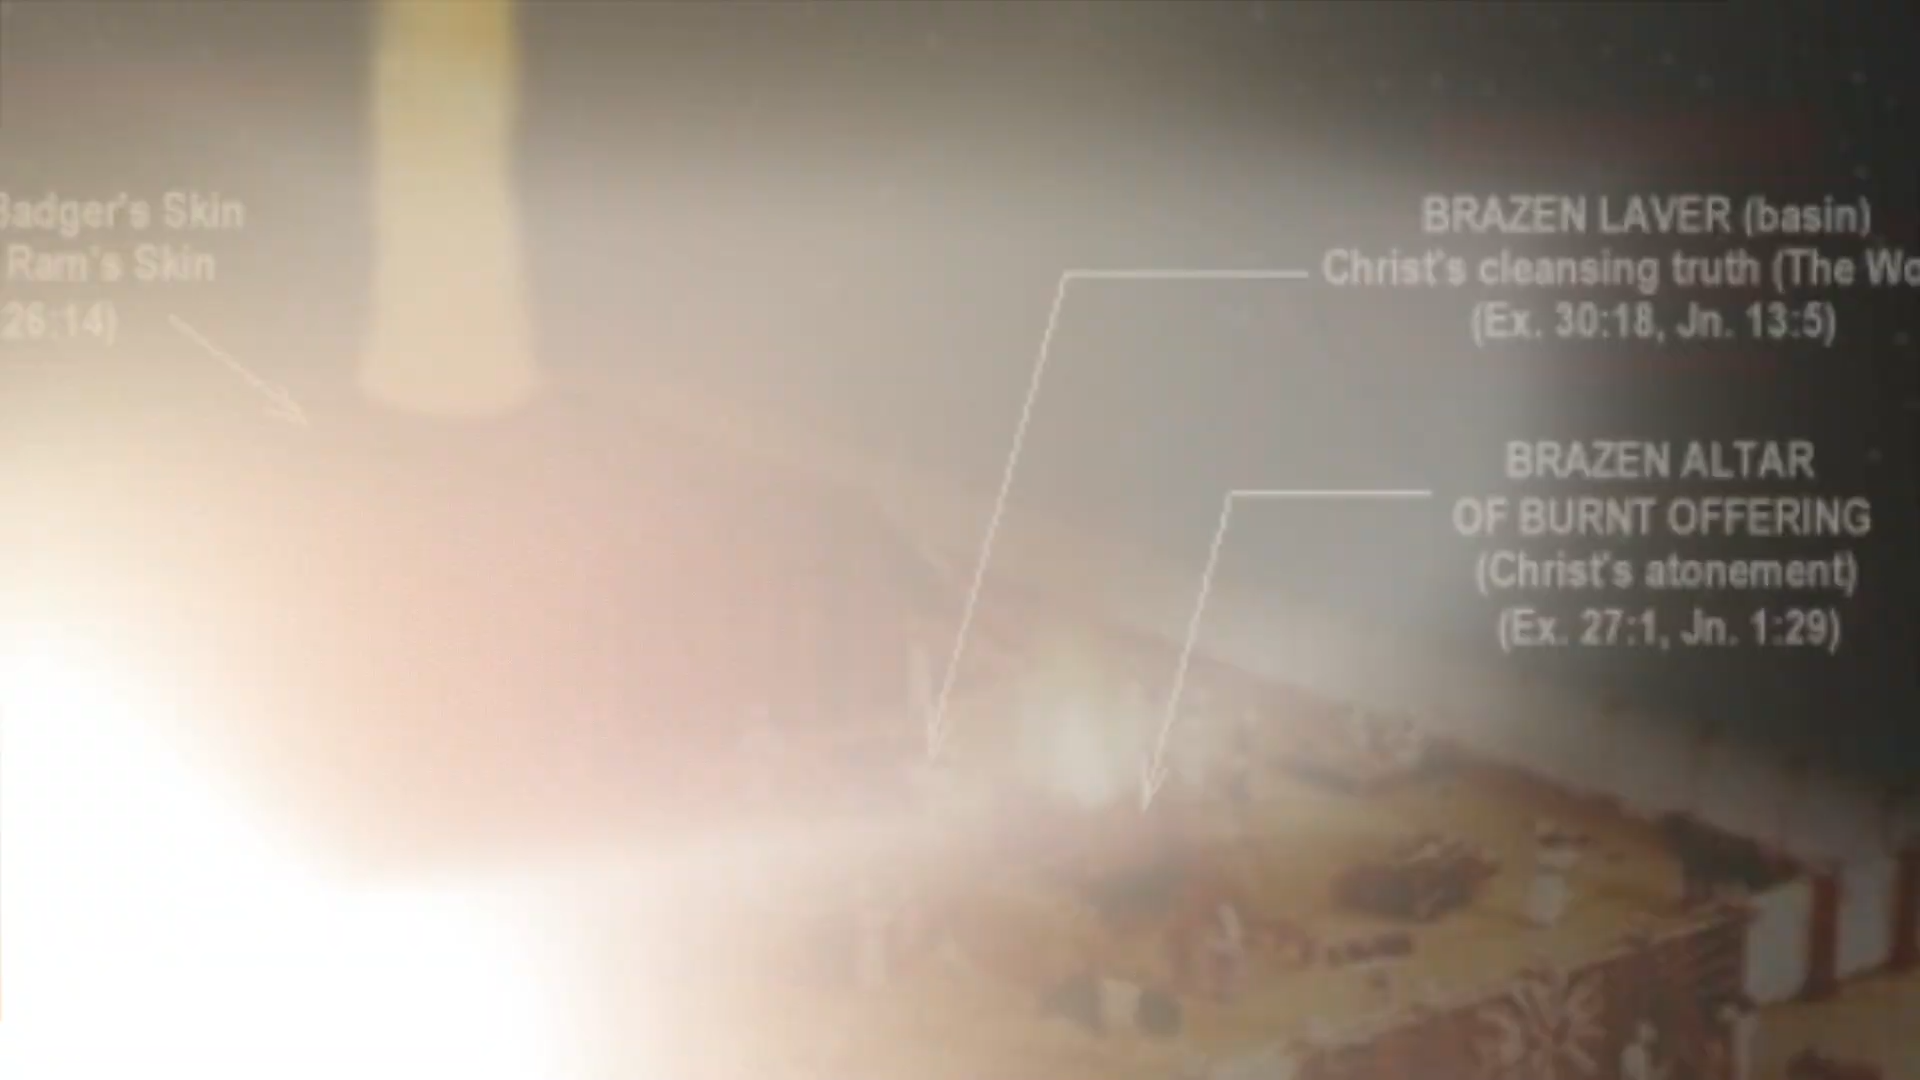 Badger's Skin
Ram's Skin
26:14)
BRAZEN LAVER (basin)
Christ's cleansing truth (The
(Ex. 30:18, Jn. 13:5)
BRAZEN ALTAR
OF BURNT OFFERING
(Christ's atonement)
(Ex. 27:1, Jn. 1:29)